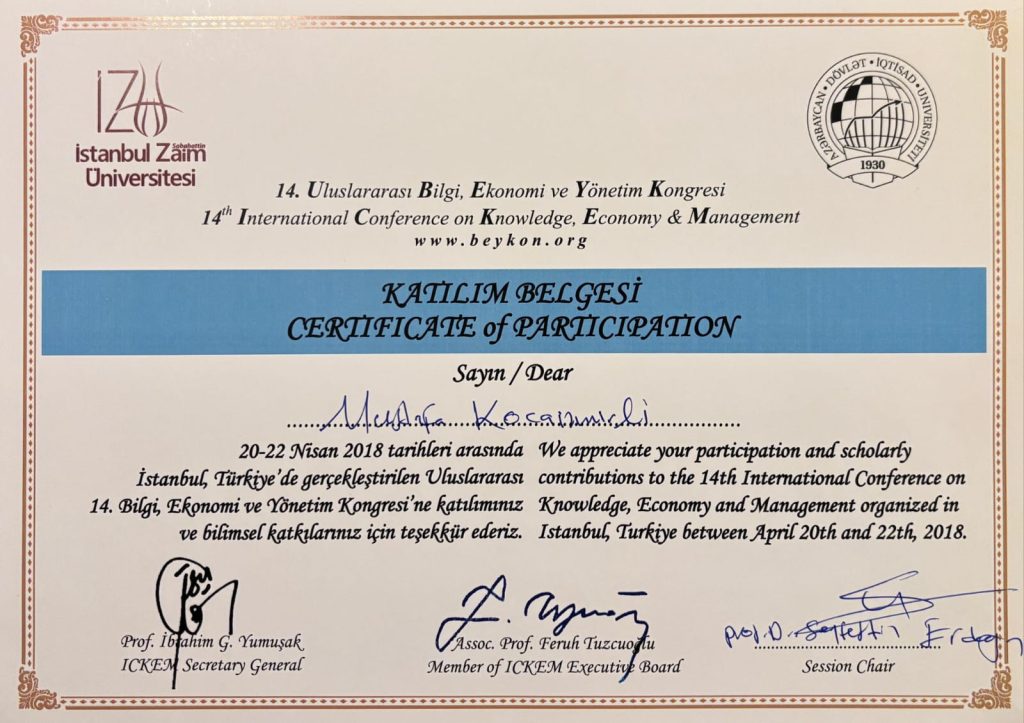 İZÜ
İstanbul Sabahattin Zaim
Üniversitesi
AZƏRBAYCAN • DÖVLƏT • İQTİSAD • UNİVERSİTETİ
1930
14. Uluslararası Bilgi, Ekonomi ve Yönetim Kongresi
14th International Conference on Knowledge, Economy & Management
www.beykon.org
KATILIM BELGESİ
CERTIFICATE of PARTICIPATION
Sayın / Dear
Mustafa
20-22 Nisan 2018 tarihleri arasında
İstanbul, Türkiye'de gerçekleştirilen Uluslararası
14. Bilgi, Ekonomi ve Yönetim Kongresi'ne katılımınız
ve bilimsel katkılarınız için teşekkür ederiz.
We appreciate your participation and scholarly
contributions to the 14th International Conference on
Knowledge, Economy and Management organized in
Istanbul, Turkiye between April 20th and 22th, 2018.
Prof. İbrahim G. Yumuşak
ICKEM Secretary General
Assoc. Prof. Feruh Tuzcuoğlu
Member of ICKEM Executive Board
Prof. D. Seyfettin Erdoğan
Session Chair